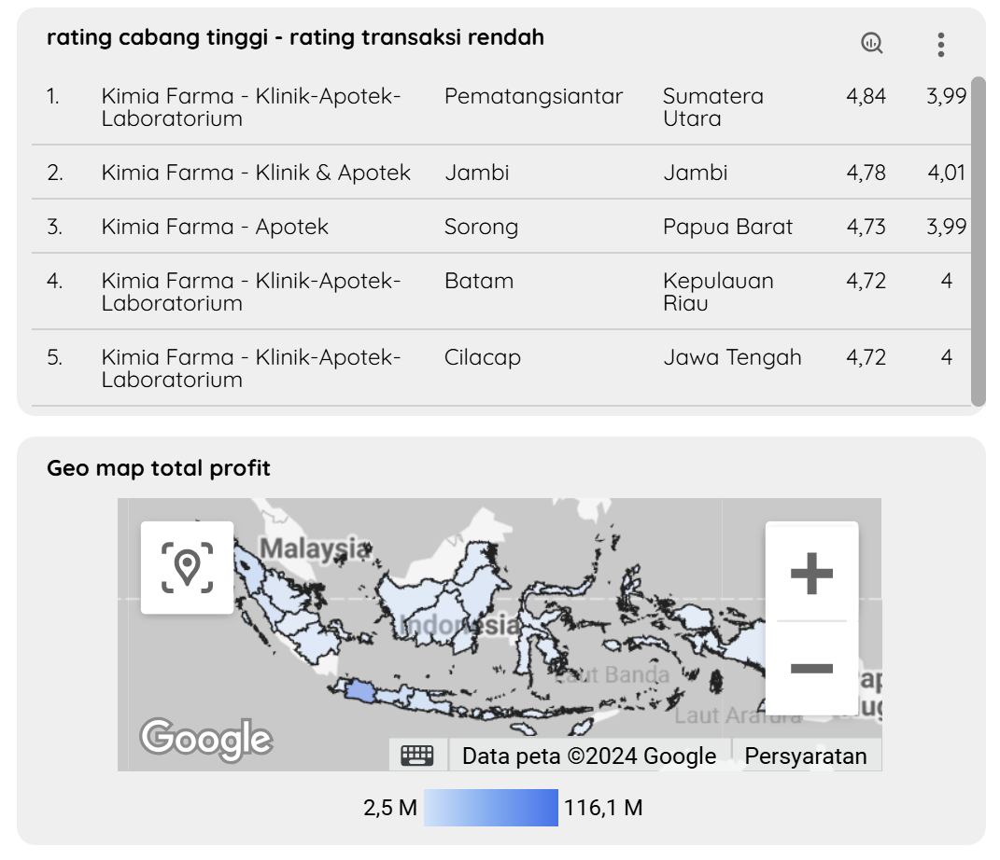 rating cabang tinggi - rating transaksi rendah
1. Kimia Farma - Klinik-Apotek- Pematangsiantar Sumatera 4,84 3,99
Laboratorium Utara
2. Kimia Farma - Klinik & Apotek Jambi Jambi 4,78 4,01
3. Kimia Farma - Apotek Sorong Papua Barat 4,73 3,99
4. Kimia Farma - Klinik-Apotek- Batam Kepulauan 4,72 4
Laboratorium Riau
5. Kimia Farma - Klinik-Apotek- Cilacap Jawa Tengah 4,72 4
Laboratorium
Geo map total profit
Malaysia
Indonesia
Laut Banda
Laut Arafura
Google
Data peta ©2024 Google Persyaratan
2,5 M 116,1 M